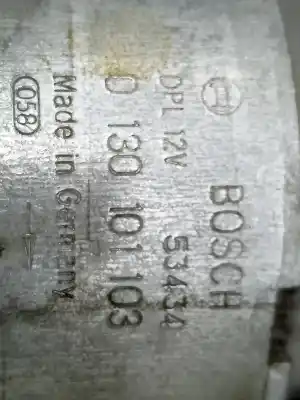 BOSCH
DPL 12V 53434
0 130 101 103
Made in Germany
(058)